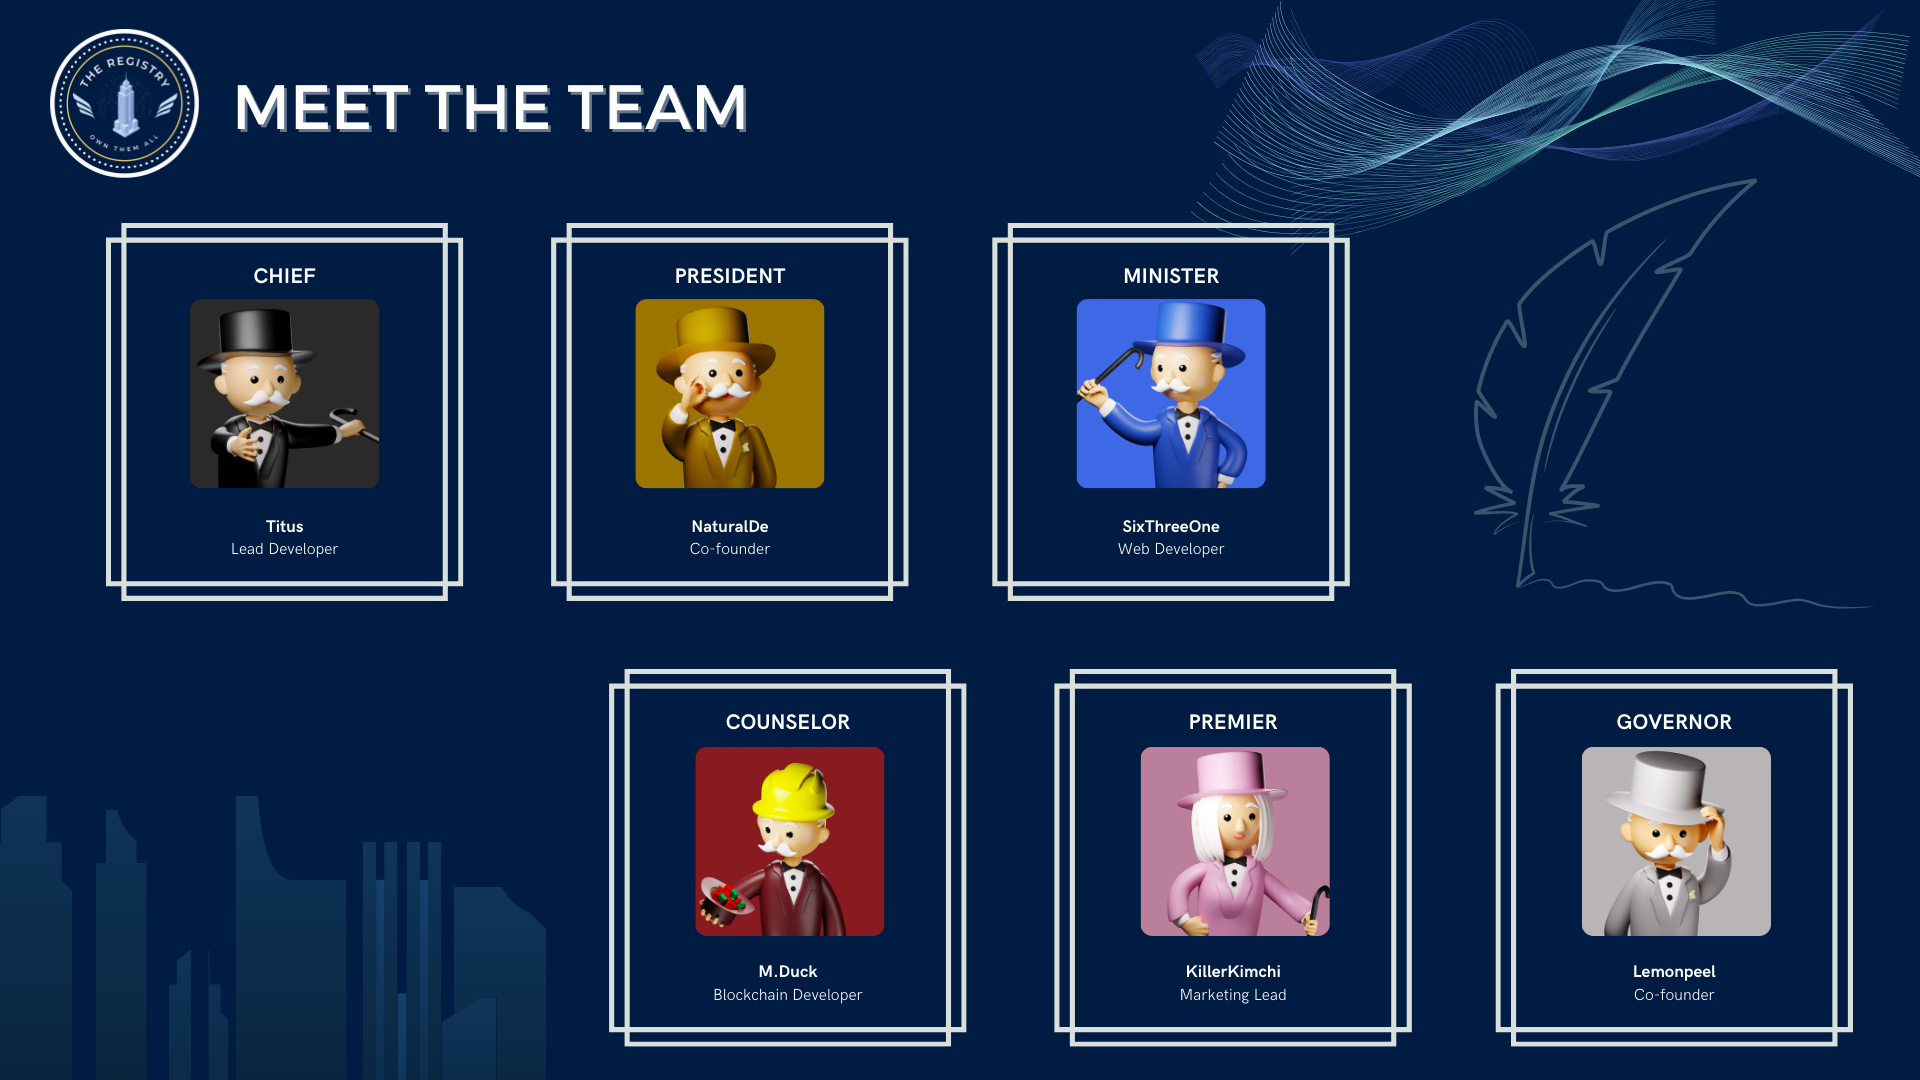 THE REGISTRY
OWN THEM ALL
MEET THE TEAM
CHIEF
Titus
Lead Developer
PRESIDENT
NaturalDe
Co-founder
MINISTER
SixThreeOne
Web Developer
COUNSELOR
M.Duck
Blockchain Developer
PREMIER
KillerKimchi
Marketing Lead
GOVERNOR
Lemonpeel
Co-founder